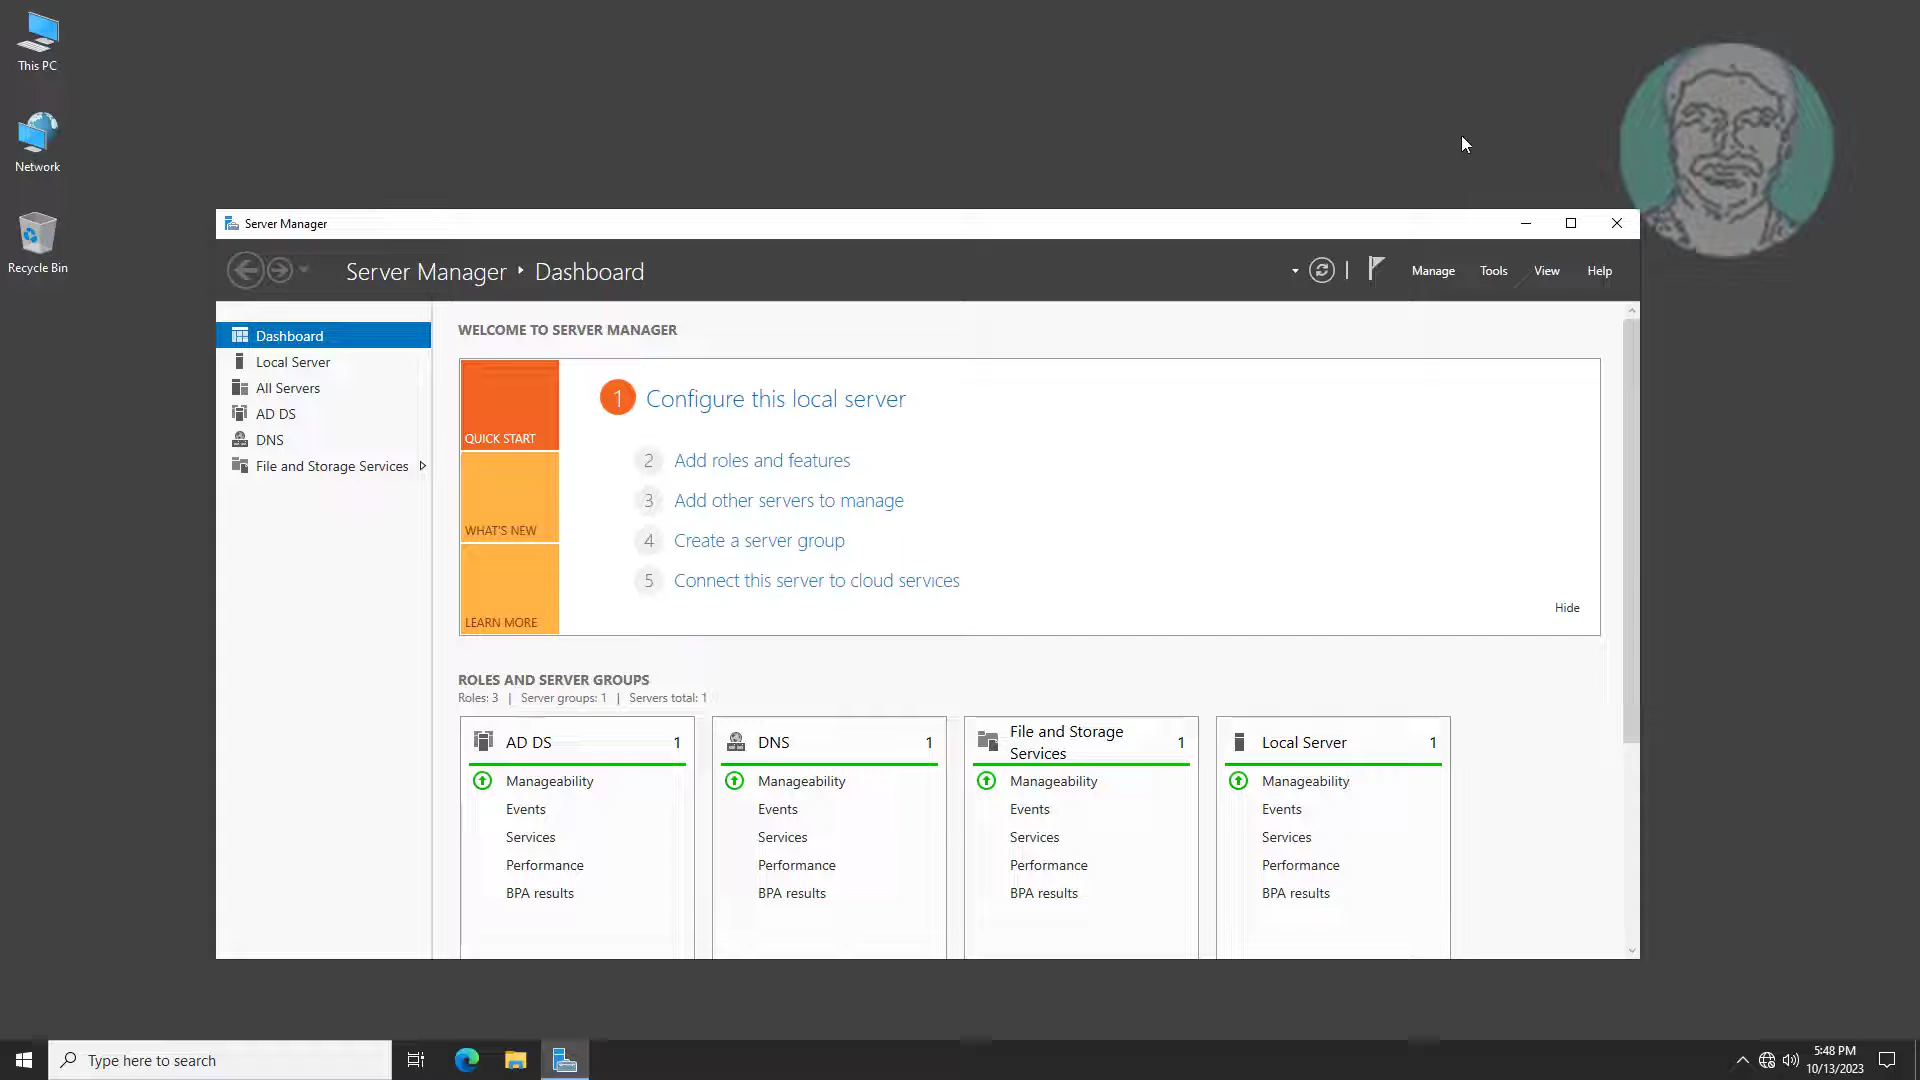 This PC
Network
Recycle Bin
Server Manager
Server Manager Dashboard
Manage Tools View Help
Dashboard
Local Server
All Servers
AD DS
DNS
File and Storage Services
WELCOME TO SERVER MANAGER
QUICK START
WHAT'S NEW
LEARN MORE
1 Configure this local server
2 Add roles and features
3 Add other servers to manage
4 Create a server group
5 Connect this server to cloud services
Hide
ROLES AND SERVER GROUPS
Roles: 3 | Server groups: 1 | Servers total: 1
AD DS 1
Manageability
Events
Services
Performance
BPA results
DNS 1
Manageability
Events
Services
Performance
BPA results
File and Storage
Services 1
Manageability
Events
Services
Performance
BPA results
Local Server 1
Manageability
Events
Services
Performance
BPA results
Type here to search
5:48 PM
10/13/2023